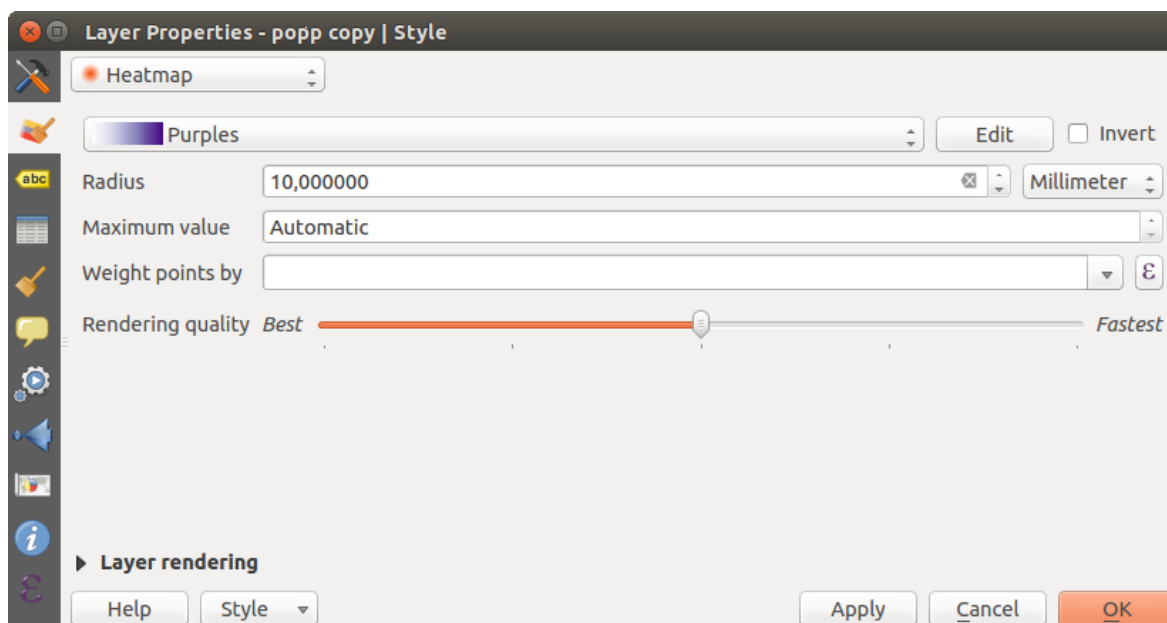 Layer Properties - popp copy | Style
Heatmap
Purples Edit Invert
abc
Radius 10,000000 Millimeter
Maximum value Automatic
Weight points by ε
Rendering quality Best Fastest
i
Layer rendering
ε
Help Style Apply Cancel OK